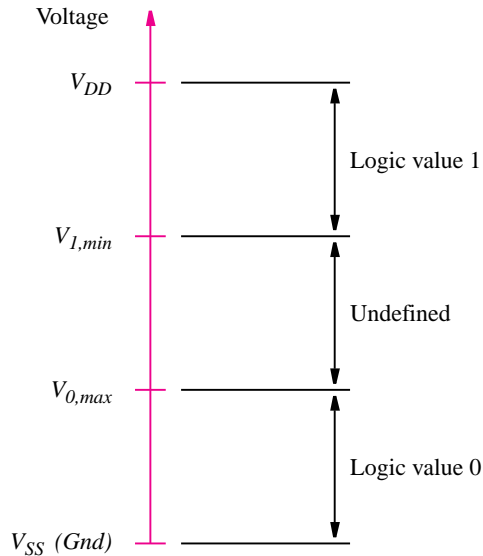 Voltage
V_DD
Logic value 1
V_1,min
Undefined
V_0,max
Logic value 0
V_SS (Gnd)